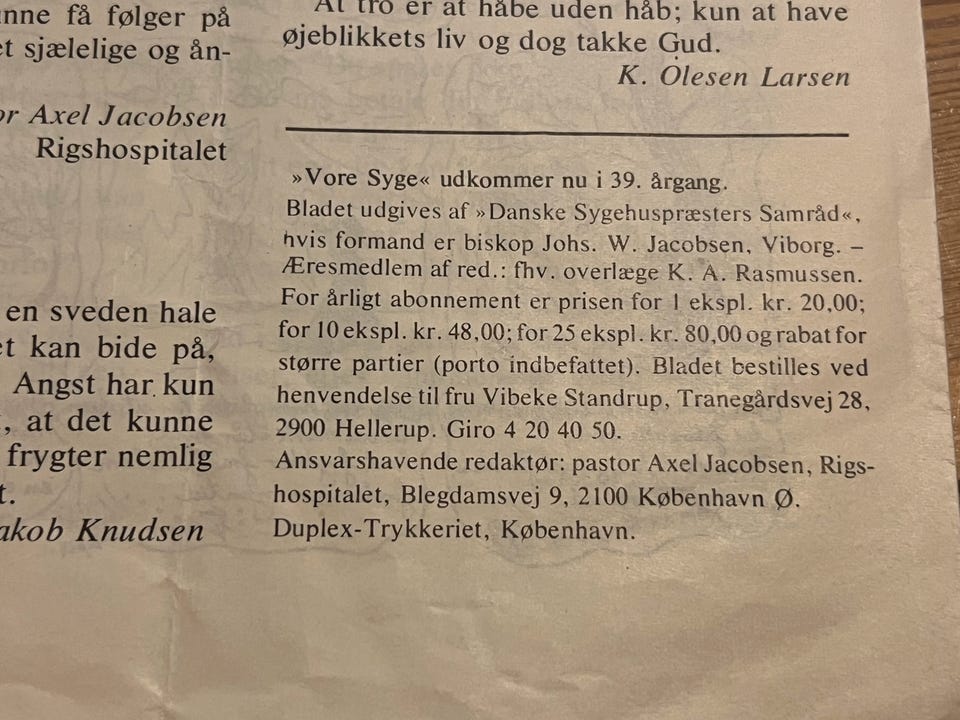 nne få følger på
sjælelige og ån-
Axel Jacobsen
Rigshospitalet
en sveden hale
kan bide på,
Angst har kun
, at det kunne
frygter nemlig
Knudsen
At tro er at håbe uden håb; kun at have
øjeblikkets liv og dog takke Gud.
K. Olesen Larsen
»Vore Syge« udkommer nu i 39. årgang.
Bladet udgives af »Danske Sygehuspræsters Samråd«,
hvis formand er biskop Johs. W. Jacobsen, Viborg. –
Æresmedlem af red.: fhv. overlæge K. A. Rasmussen.
For årligt abonnement er prisen for 1 ekspl. kr. 20,00;
for 10 ekspl. kr. 48,00; for 25 ekspl. kr. 80,00 og rabat for
større partier (porto indbefattet). Bladet bestilles ved
henvendelse til fru Vibeke Standrup, Tranegårdsvej 28,
2900 Hellerup. Giro 4 20 40 50.
Ansvarshavende redaktør: pastor Axel Jacobsen, Rigs-
hospitalet, Blegdamsvej 9, 2100 København Ø.
Duplex-Trykkeriet, København.